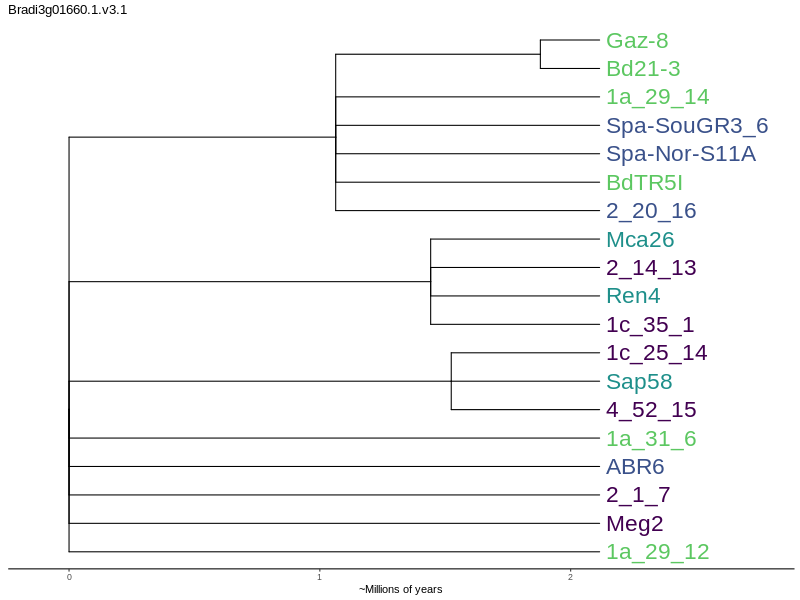 Bradi3g01660.1.v3.1
Gaz-8
Bd21-3
1a_29_14
Spa-SouGR3_6
Spa-Nor-S11A
BdTR5I
2_20_16
Mca26
2_14_13
Ren4
1c_35_1
1c_25_14
Sap58
4_52_15
1a_31_6
ABR6
2_1_7
Meg2
1a_29_12
0 1 2
~Millions of years